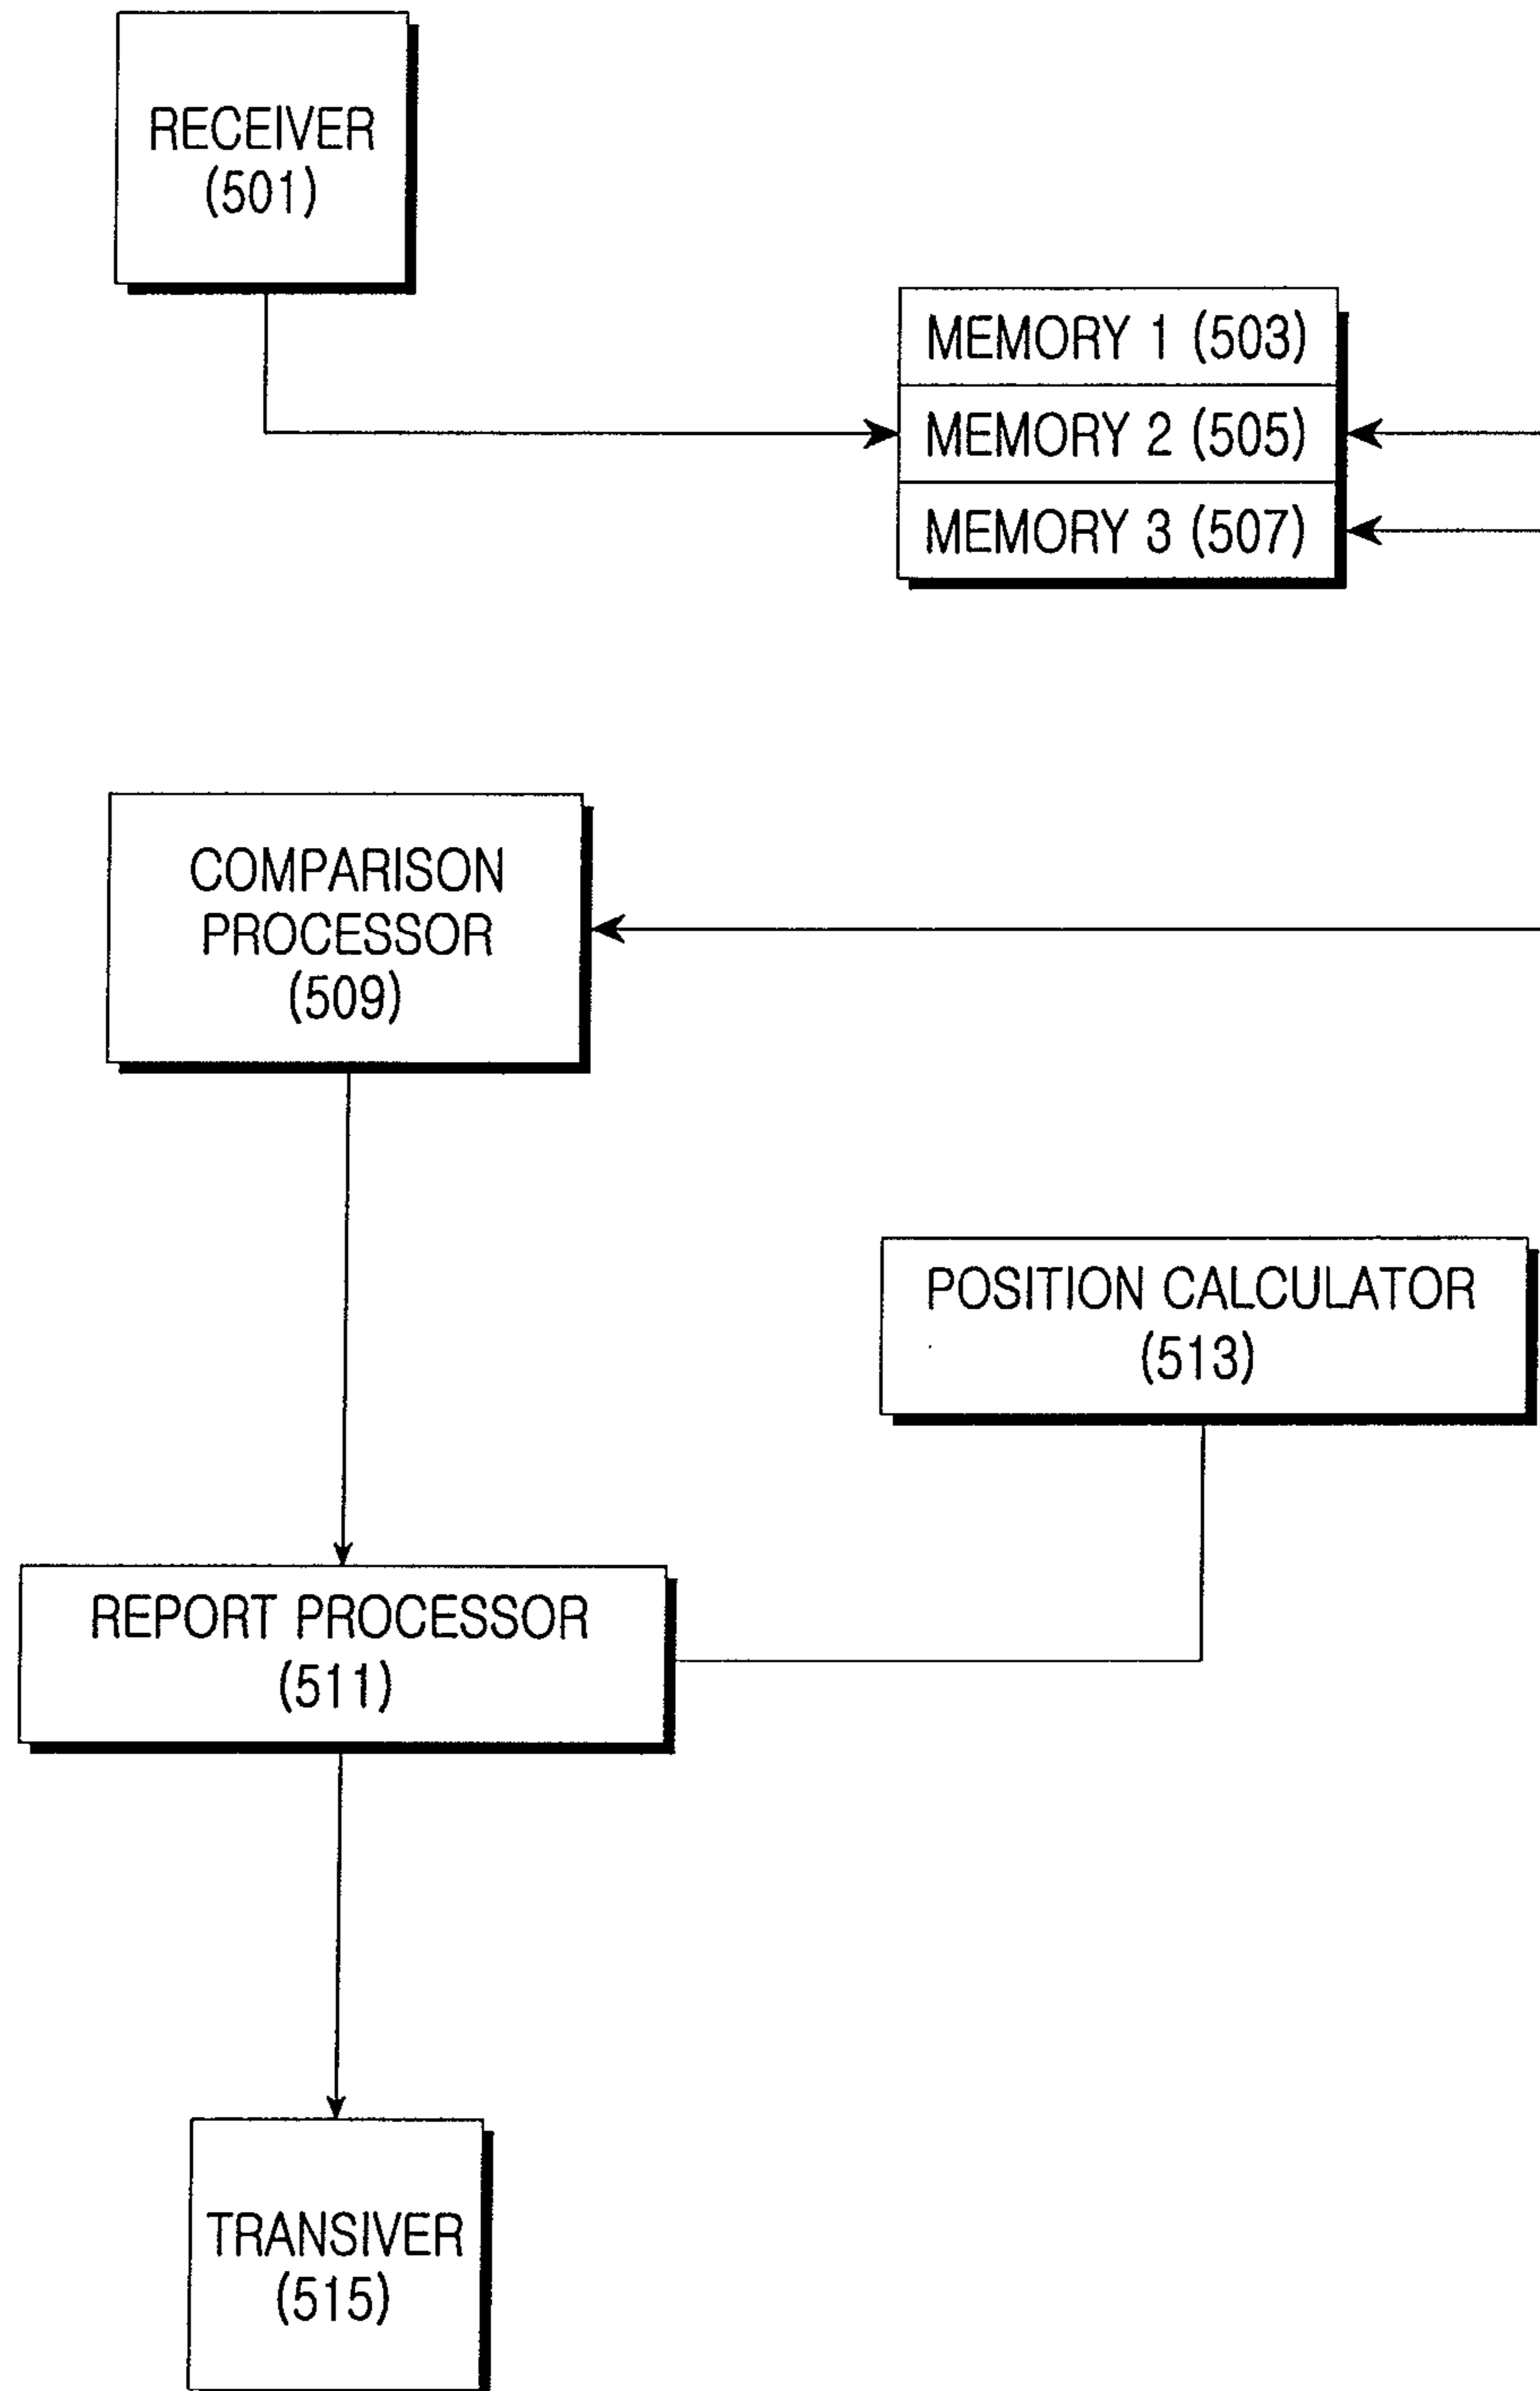 RECEIVER
(501)
MEMORY 1 (503)
MEMORY 2 (505)
MEMORY 3 (507)
COMPARISON
PROCESSOR
(509)
POSITION CALCULATOR
(513)
REPORT PROCESSOR
(511)
TRANSIVER
(515)